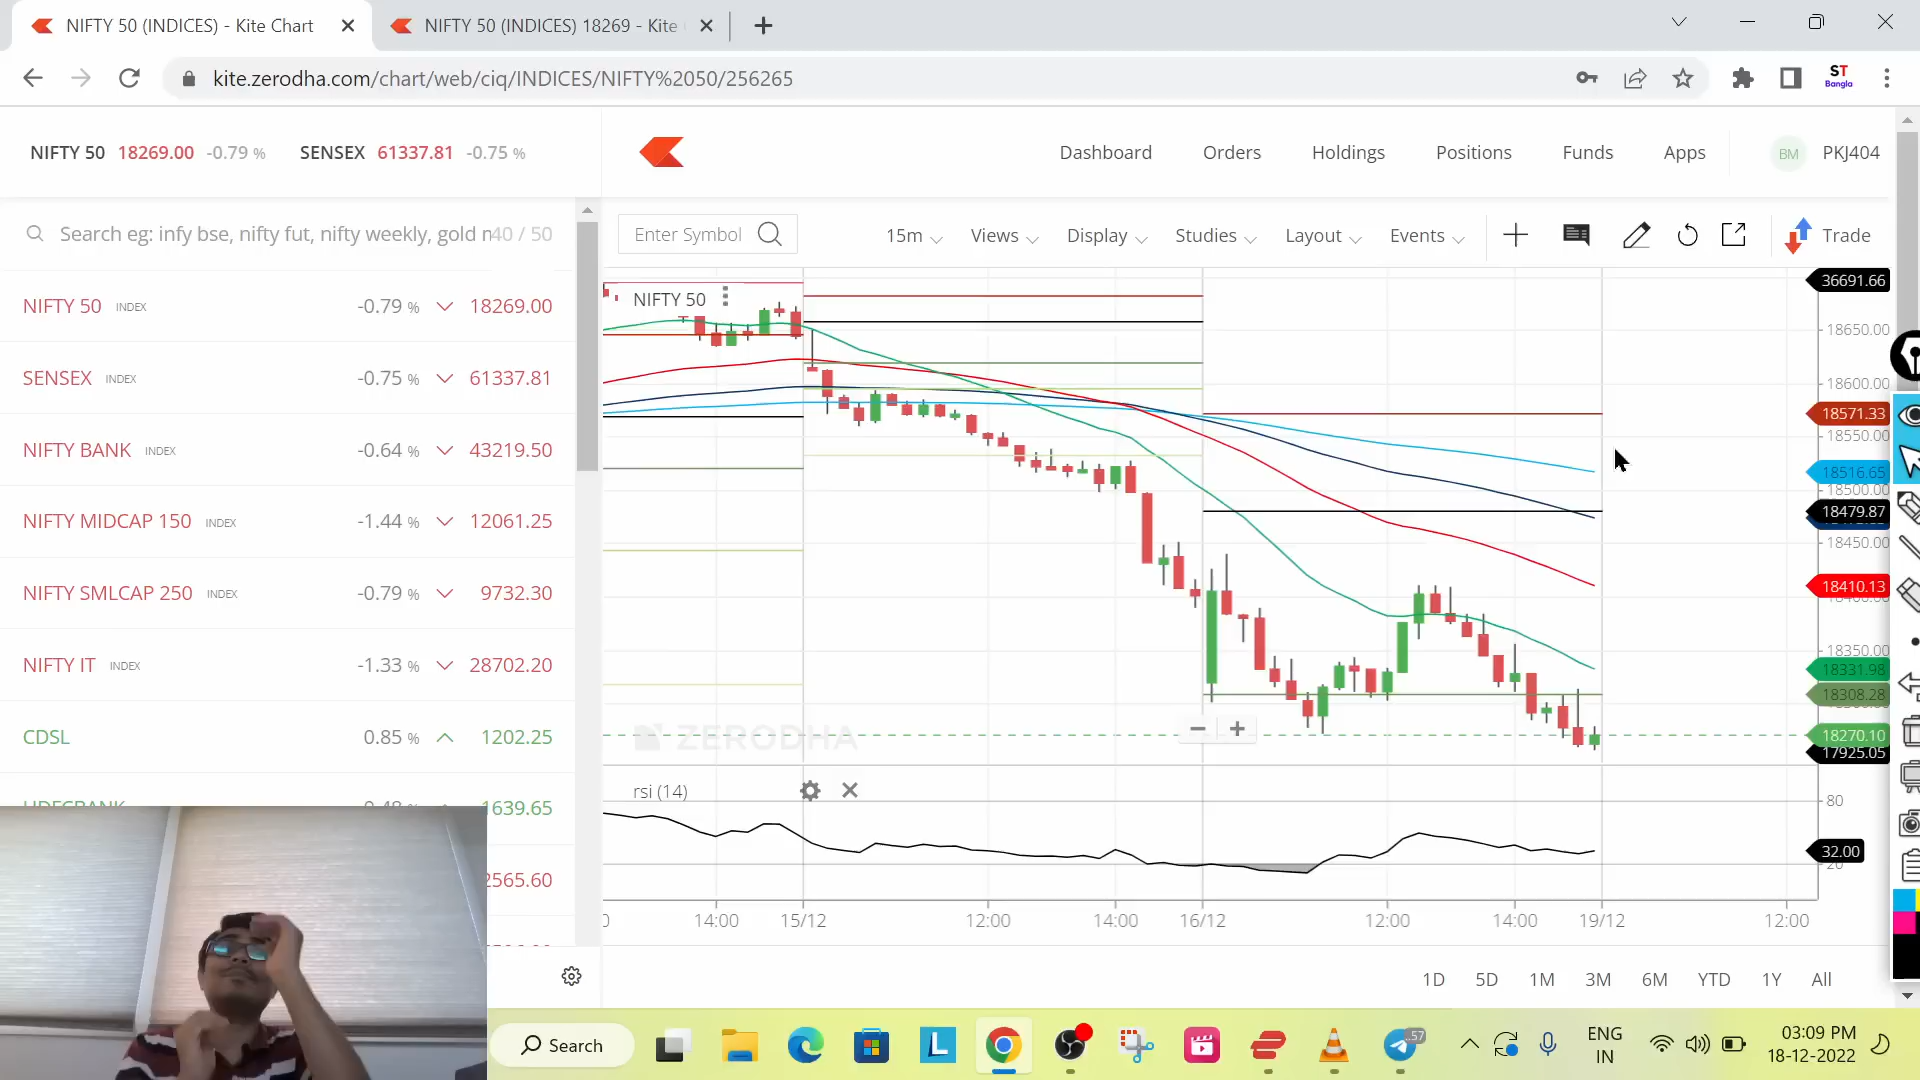 NIFTY 50 (INDICES) - Kite Chart
NIFTY 50 (INDICES) 18269 - Kite
kite.zerodha.com/chart/web/ciq/INDICES/NIFTY%2050/256265
ST
Bangla
NIFTY 50 18269.00 -0.79 % SENSEX 61337.81 -0.75 %
Dashboard Orders Holdings Positions Funds Apps BM PKJ404
Search eg: infy bse, nifty fut, nifty weekly, gold 40 / 50
Enter Symbol 15m Views Display Studies Layout Events Trade
NIFTY 50 INDEX -0.79 % 18269.00
SENSEX INDEX -0.75 % 61337.81
NIFTY BANK INDEX -0.64 % 43219.50
NIFTY MIDCAP 150 INDEX -1.44 % 12061.25
NIFTY SMLCAP 250 INDEX -0.79 % 9732.30
NIFTY IT INDEX -1.33 % 28702.20
CDSL 0.85 % 1202.25
HDFCBANK 1639.65
2565.60
NIFTY 50
ZERODHA
36691.66
18650.00
18600.00
18571.33
18550.00
18516.65
18500.00
18479.87
18450.00
18410.13
18350.00
18331.98
18308.28
18270.10
17925.05
rsi (14)
80
32.00
20
14:00 15/12 12:00 14:00 16/12 12:00 14:00 19/12 12:00
1D 5D 1M 3M 6M YTD 1Y All
Search
57
ENG
IN
03:09 PM
18-12-2022